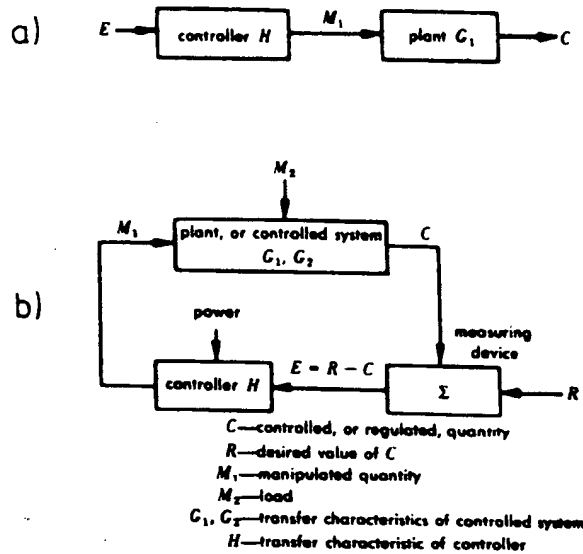 a)
E
controller H
M₁
plant G₁
C
M₂
M₁
plant, or controlled system
G₁, G₂
C
b)
power
measuring
device
controller H
E = R – C
Σ
R
C—controlled, or regulated, quantity
R—desired value of C
M₁—manipulated quantity
M₂—load
G₁, G₂—transfer characteristics of controlled system
H—transfer characteristic of controller